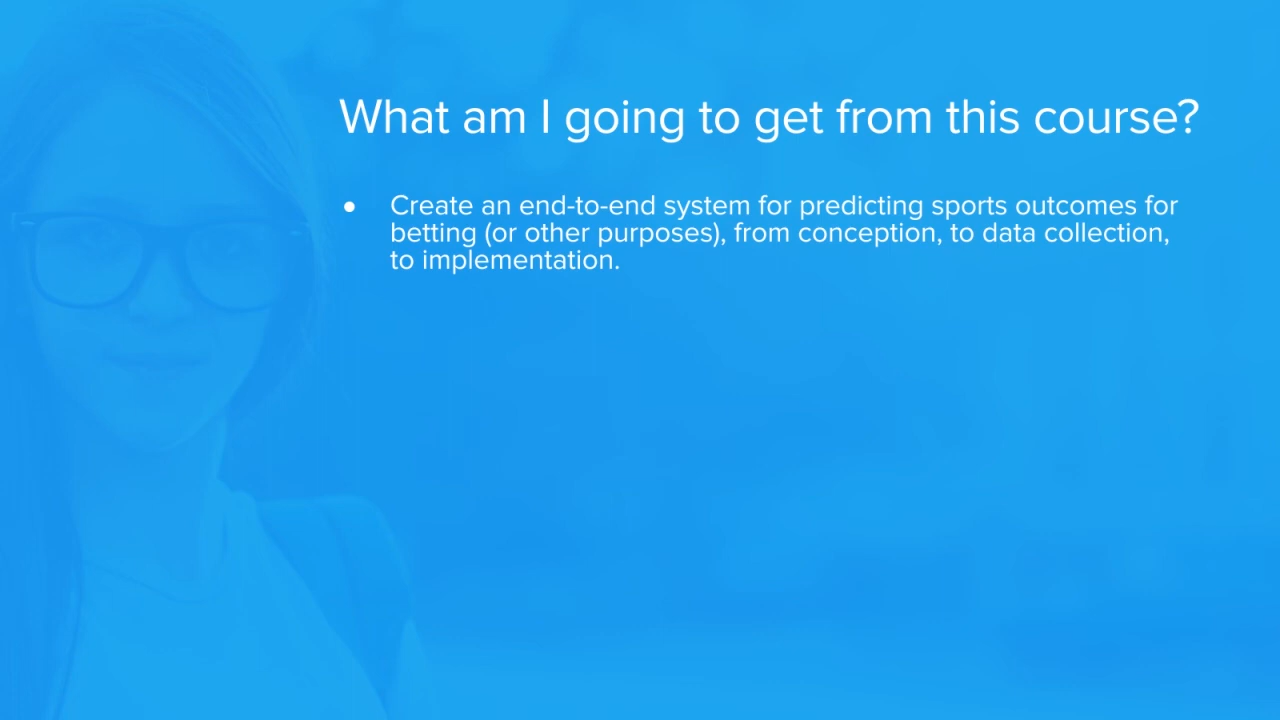 What am I going to get from this course?
● Create an end-to-end system for predicting sports outcomes for
betting (or other purposes), from conception, to data collection,
to implementation.